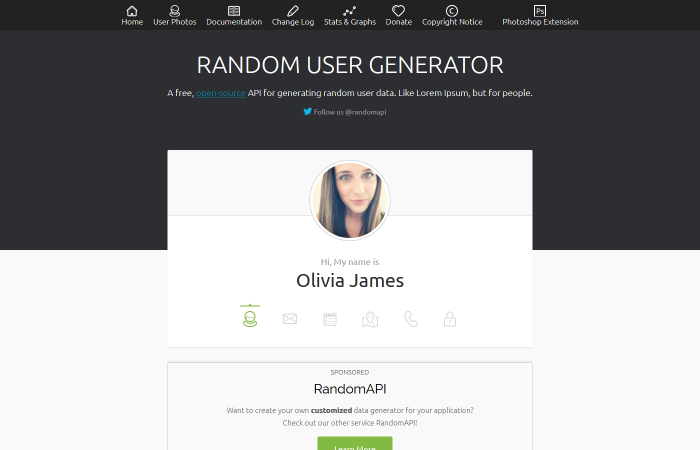 Home User Photos Documentation Change Log Stats & Graphs Donate Copyright Notice Photoshop Extension
RANDOM USER GENERATOR
A free, open-source API for generating random user data. Like Lorem Ipsum, but for people.
Follow us @randomapi
Hi, My name is
Olivia James
SPONSORED
RandomAPI
Want to create your own customized data generator for your application?
Check out our other service RandomAPI!
Learn More